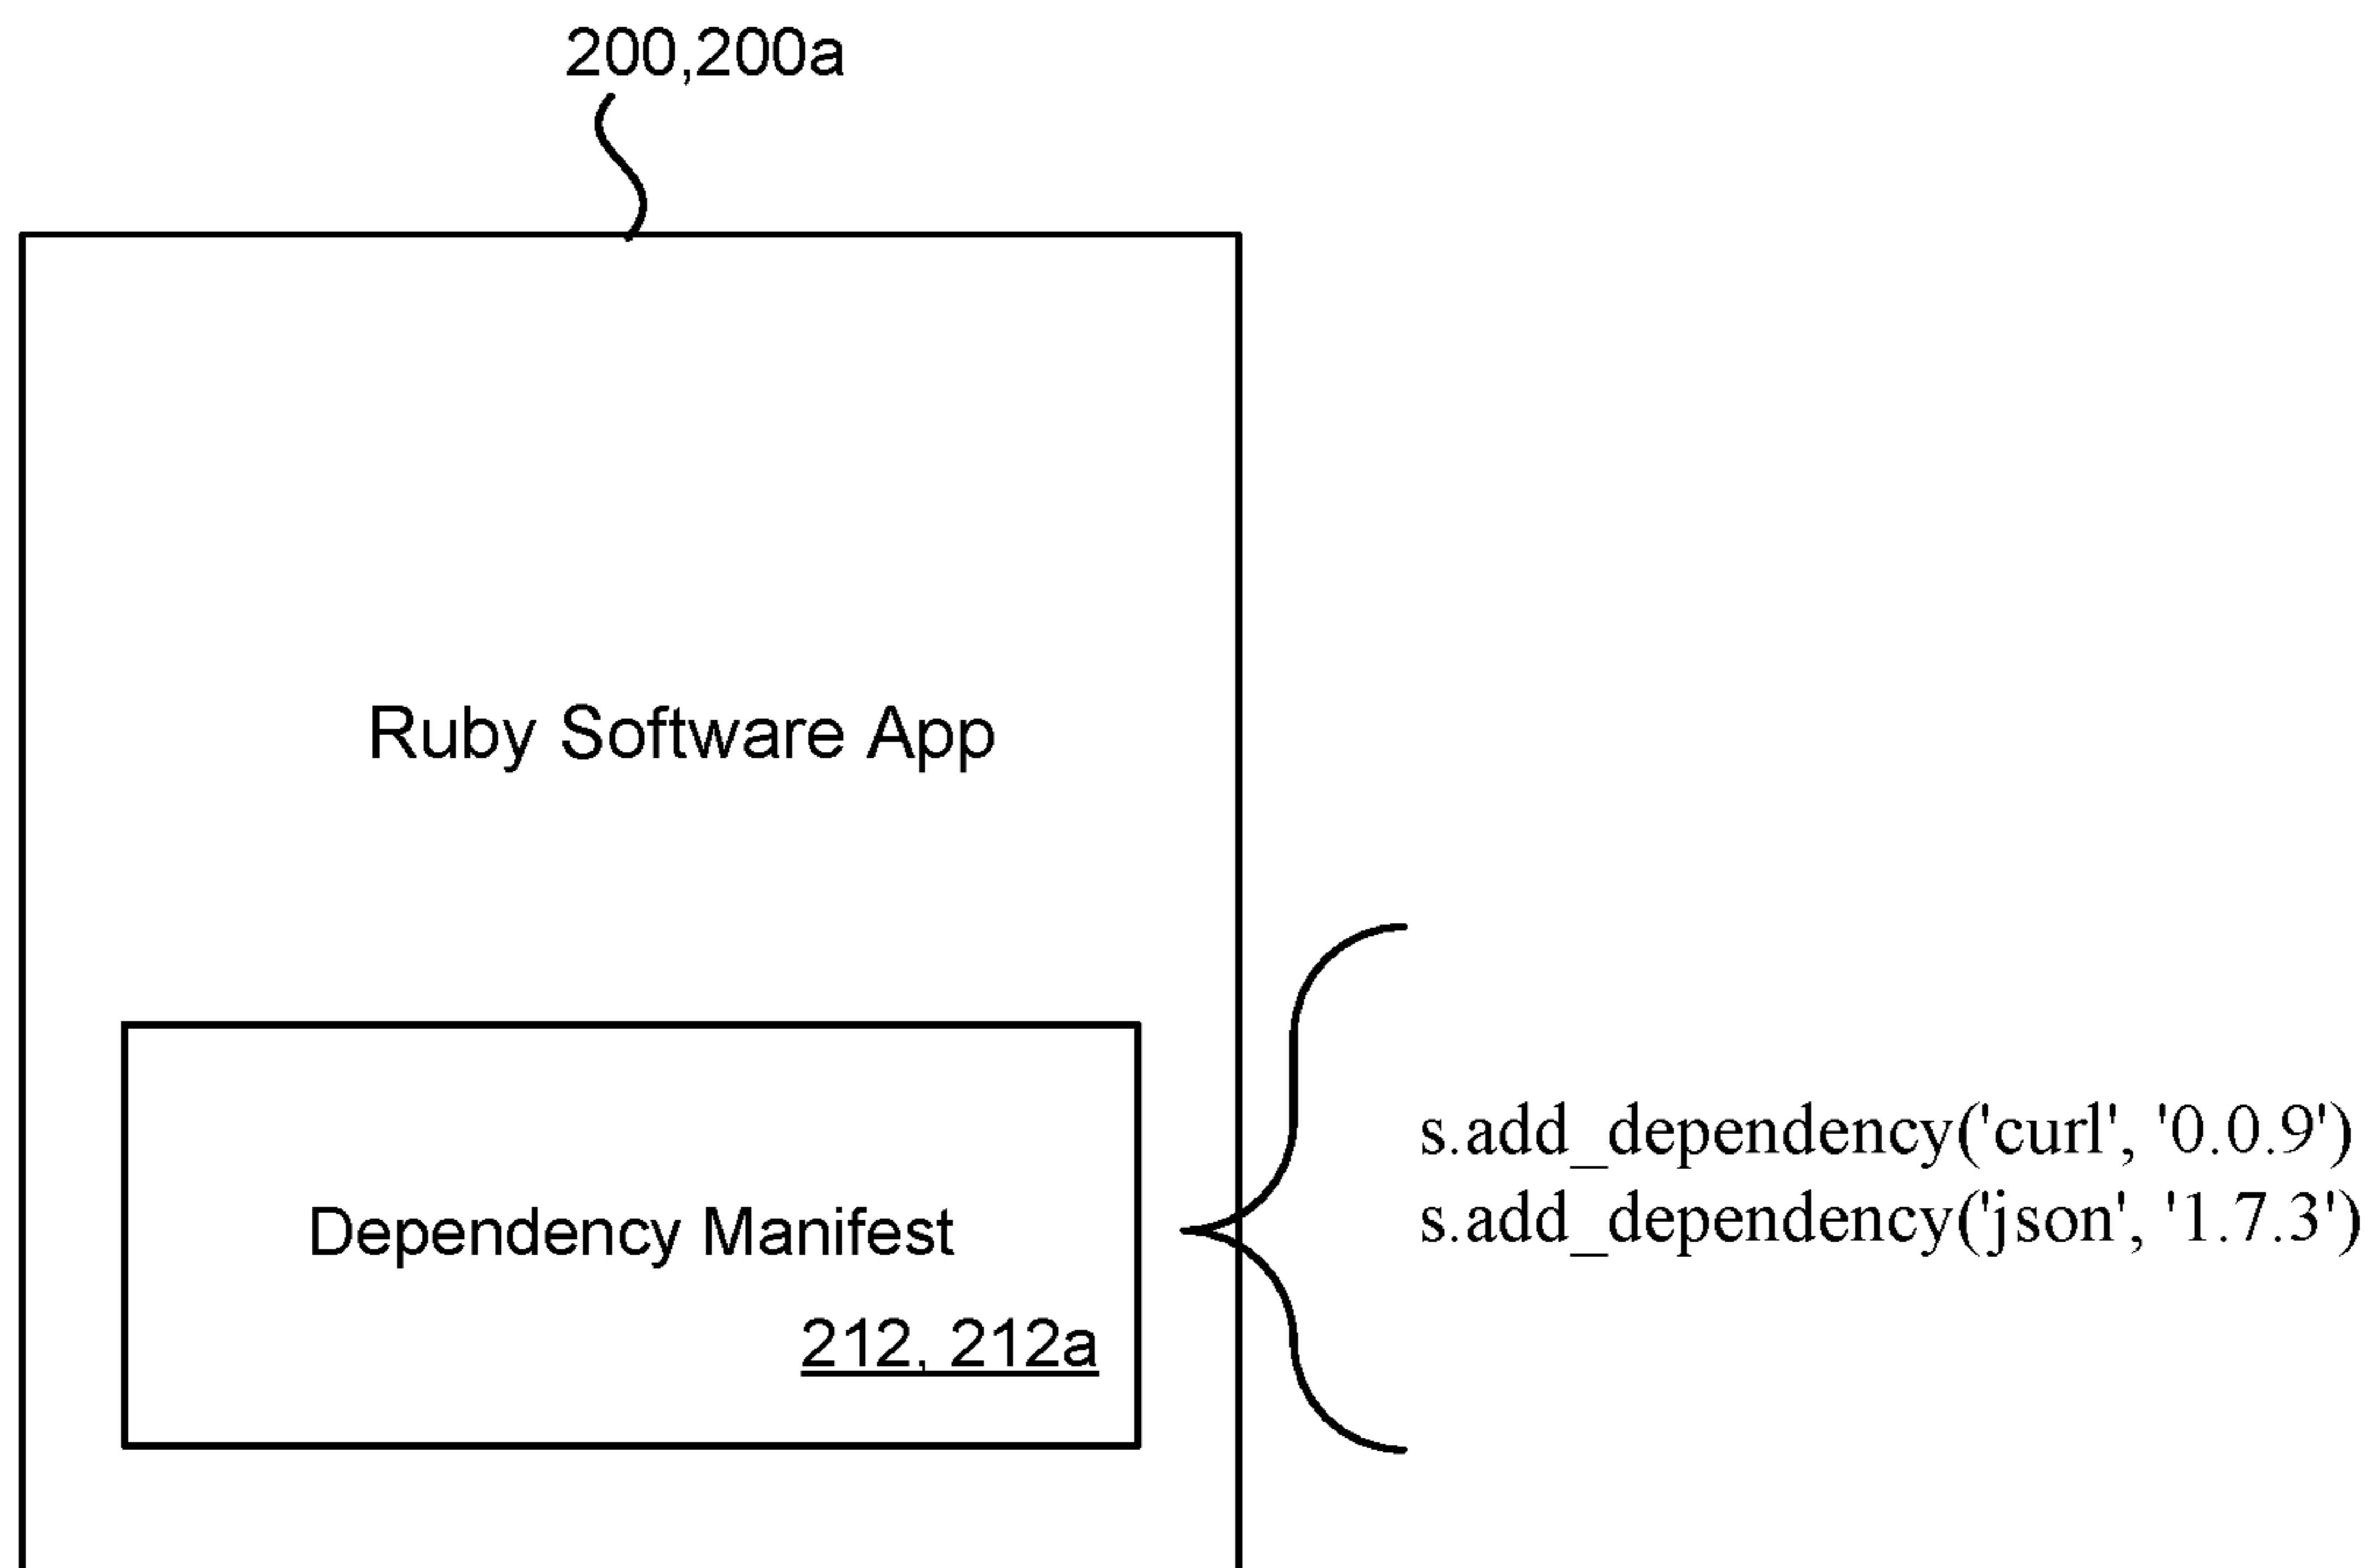 200,200a
Ruby Software App
s.add_dependency('curl', '0.0.9')
s.add_dependency('json', '1.7.3')
Dependency Manifest
212, 212a